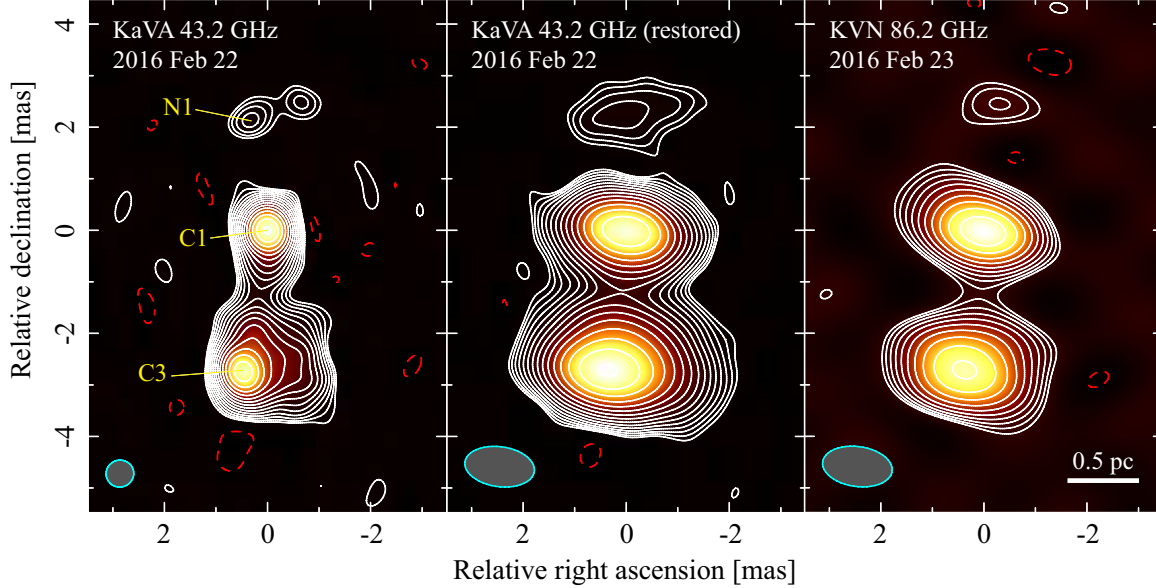 KaVA 43.2 GHz
2016 Feb 22
N1
C1
C3
KaVA 43.2 GHz (restored)
2016 Feb 22
KVN 86.2 GHz
2016 Feb 23
0.5 pc
4
2
0
-2
-4
Relative declination [mas]
2
0
-2
2
0
-2
2
0
-2
Relative right ascension [mas]